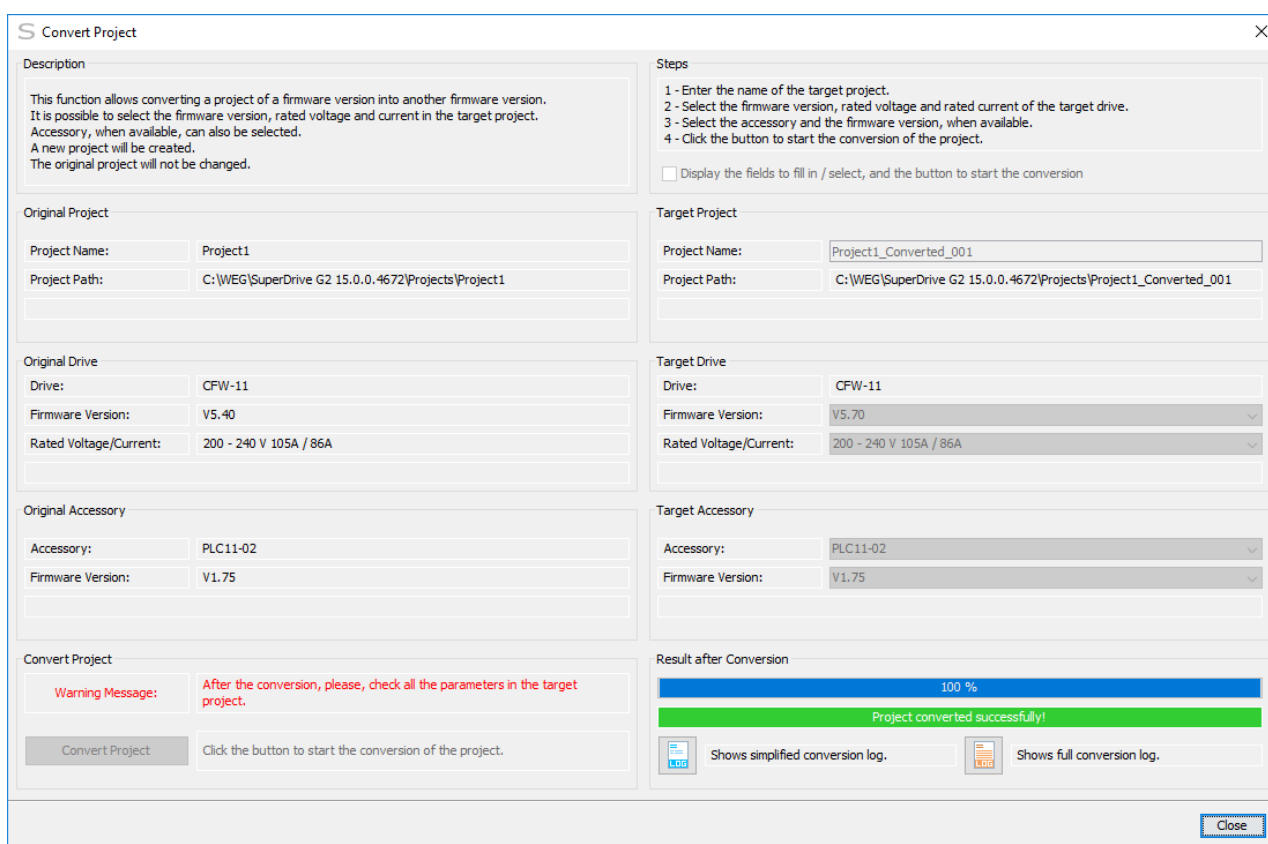 Convert Project
Description
This function allows converting a project of a firmware version into another firmware version.
It is possible to select the firmware version, rated voltage and current in the target project.
Accessory, when available, can also be selected.
A new project will be created.
The original project will not be changed.
Steps
1 - Enter the name of the target project.
2 - Select the firmware version, rated voltage and rated current of the target drive.
3 - Select the accessory and the firmware version, when available.
4 - Click the button to start the conversion of the project.
Display the fields to fill in / select, and the button to start the conversion
Original Project
Project Name: Project1
Project Path: C:\WEG\SuperDrive G2 15.0.0.4672\Projects\Project1
Target Project
Project Name: Project1_Converted_001
Project Path: C:\WEG\SuperDrive G2 15.0.0.4672\Projects\Project1_Converted_001
Original Drive
Drive: CFW-11
Firmware Version: V5.40
Rated Voltage/Current: 200 - 240 V 105A / 86A
Target Drive
Drive: CFW-11
Firmware Version: V5.70
Rated Voltage/Current: 200 - 240 V 105A / 86A
Original Accessory
Accessory: PLC11-02
Firmware Version: V1.75
Target Accessory
Accessory: PLC11-02
Firmware Version: V1.75
Convert Project
Warning Message: After the conversion, please, check all the parameters in the target
project.
Convert Project Click the button to start the conversion of the project.
Result after Conversion
100 %
Project converted successfully!
LOG Shows simplified conversion log. LOG Shows full conversion log.
Close